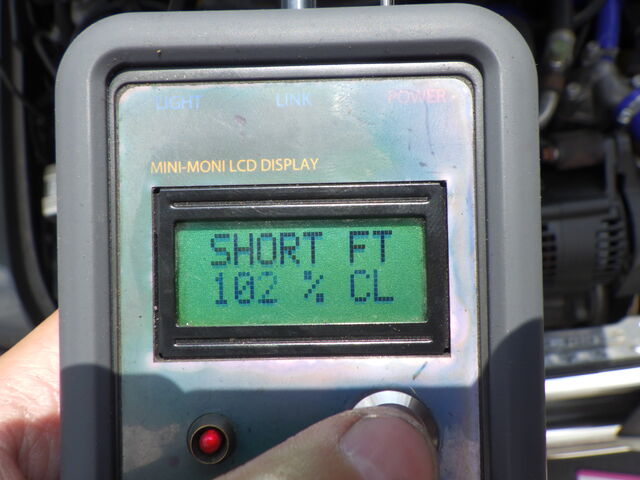 LIGHT LINK POWER
MINI-MONI LCD DISPLAY
SHORT FT
102 % CL